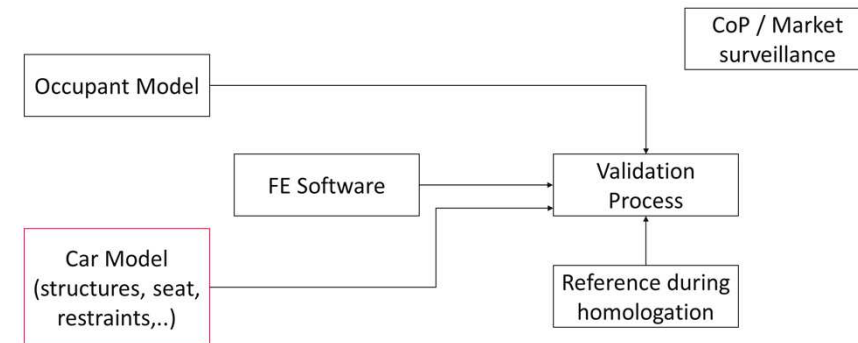 CoP / Market
surveillance
Occupant Model
FE Software
Validation
Process
Car Model
(structures, seat,
restraints,..)
Reference during
homologation